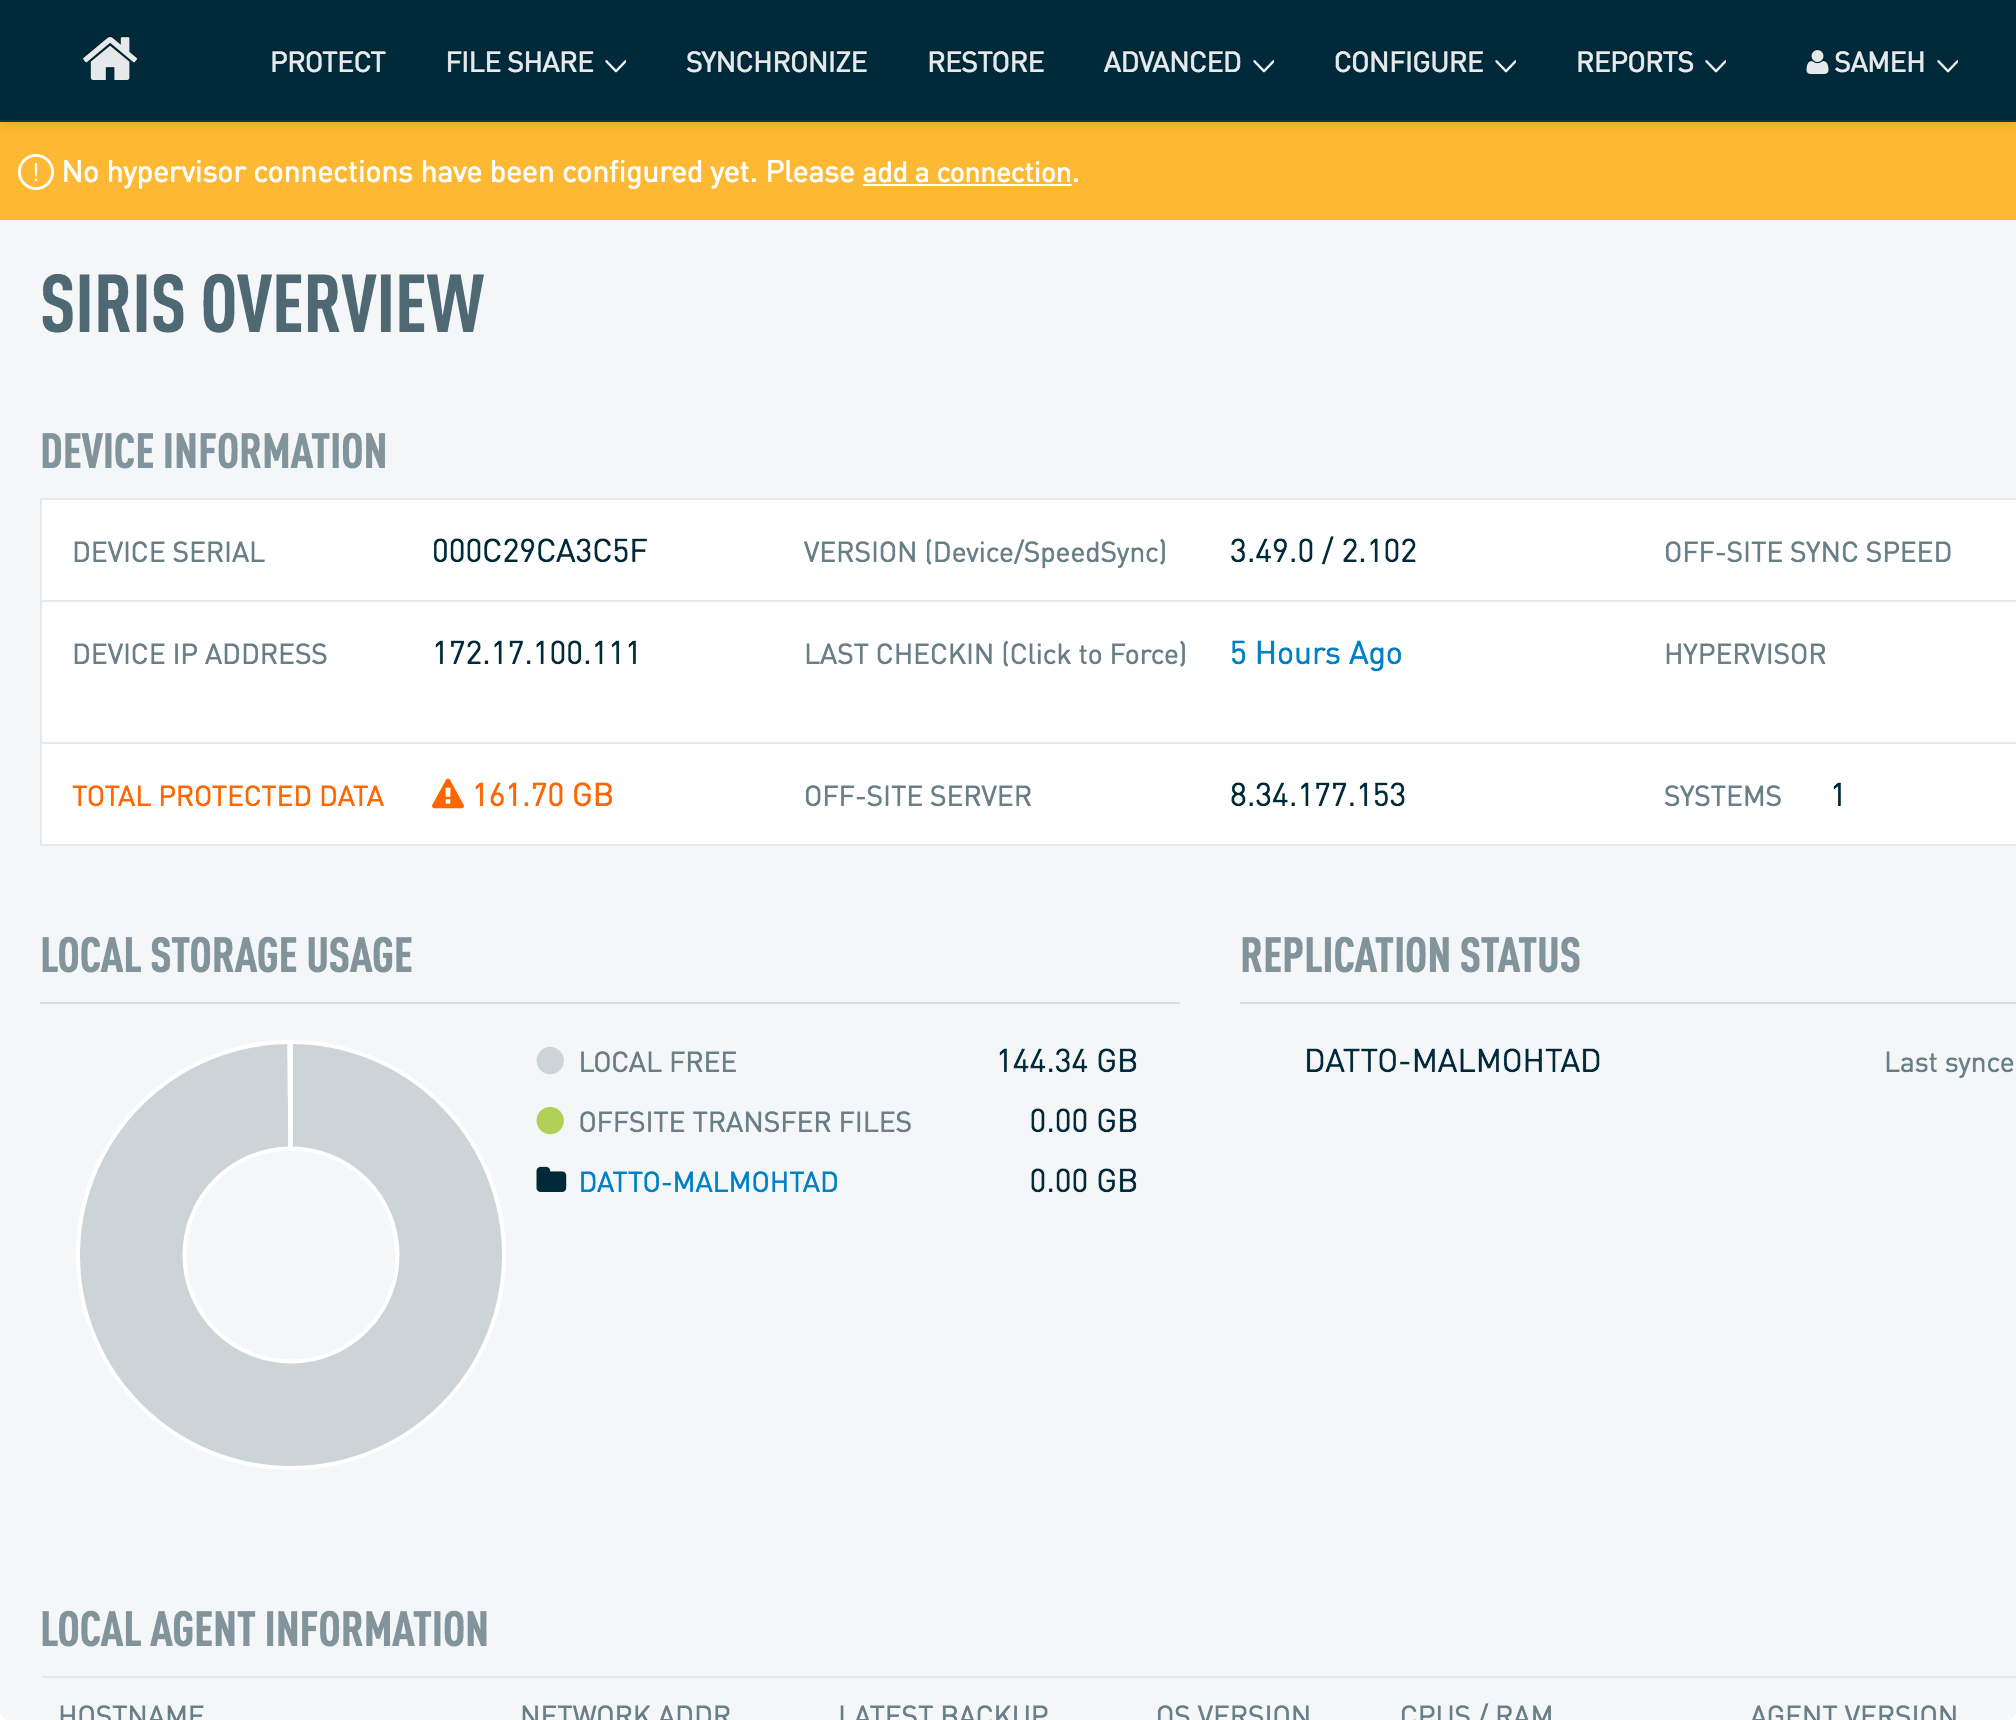 PROTECT FILE SHARE SYNCHRONIZE RESTORE ADVANCED CONFIGURE REPORTS SAMEH
No hypervisor connections have been configured yet. Please add a connection.
SIRIS OVERVIEW
DEVICE INFORMATION
DEVICE SERIAL 000C29CA3C5F VERSION (Device/SpeedSync) 3.49.0 / 2.102 OFF-SITE SYNC SPEED
DEVICE IP ADDRESS 172.17.100.111 LAST CHECKIN (Click to Force) 5 Hours Ago HYPERVISOR
TOTAL PROTECTED DATA 161.70 GB OFF-SITE SERVER 8.34.177.153 SYSTEMS 1
LOCAL STORAGE USAGE
LOCAL FREE 144.34 GB
OFFSITE TRANSFER FILES 0.00 GB
DATTO-MALMOHTAD 0.00 GB
REPLICATION STATUS
DATTO-MALMOHTAD Last synce
LOCAL AGENT INFORMATION
HOSTNAME NETWORK ADDR LATEST BACKUP OS VERSION CPUS / RAM AGENT VERSION